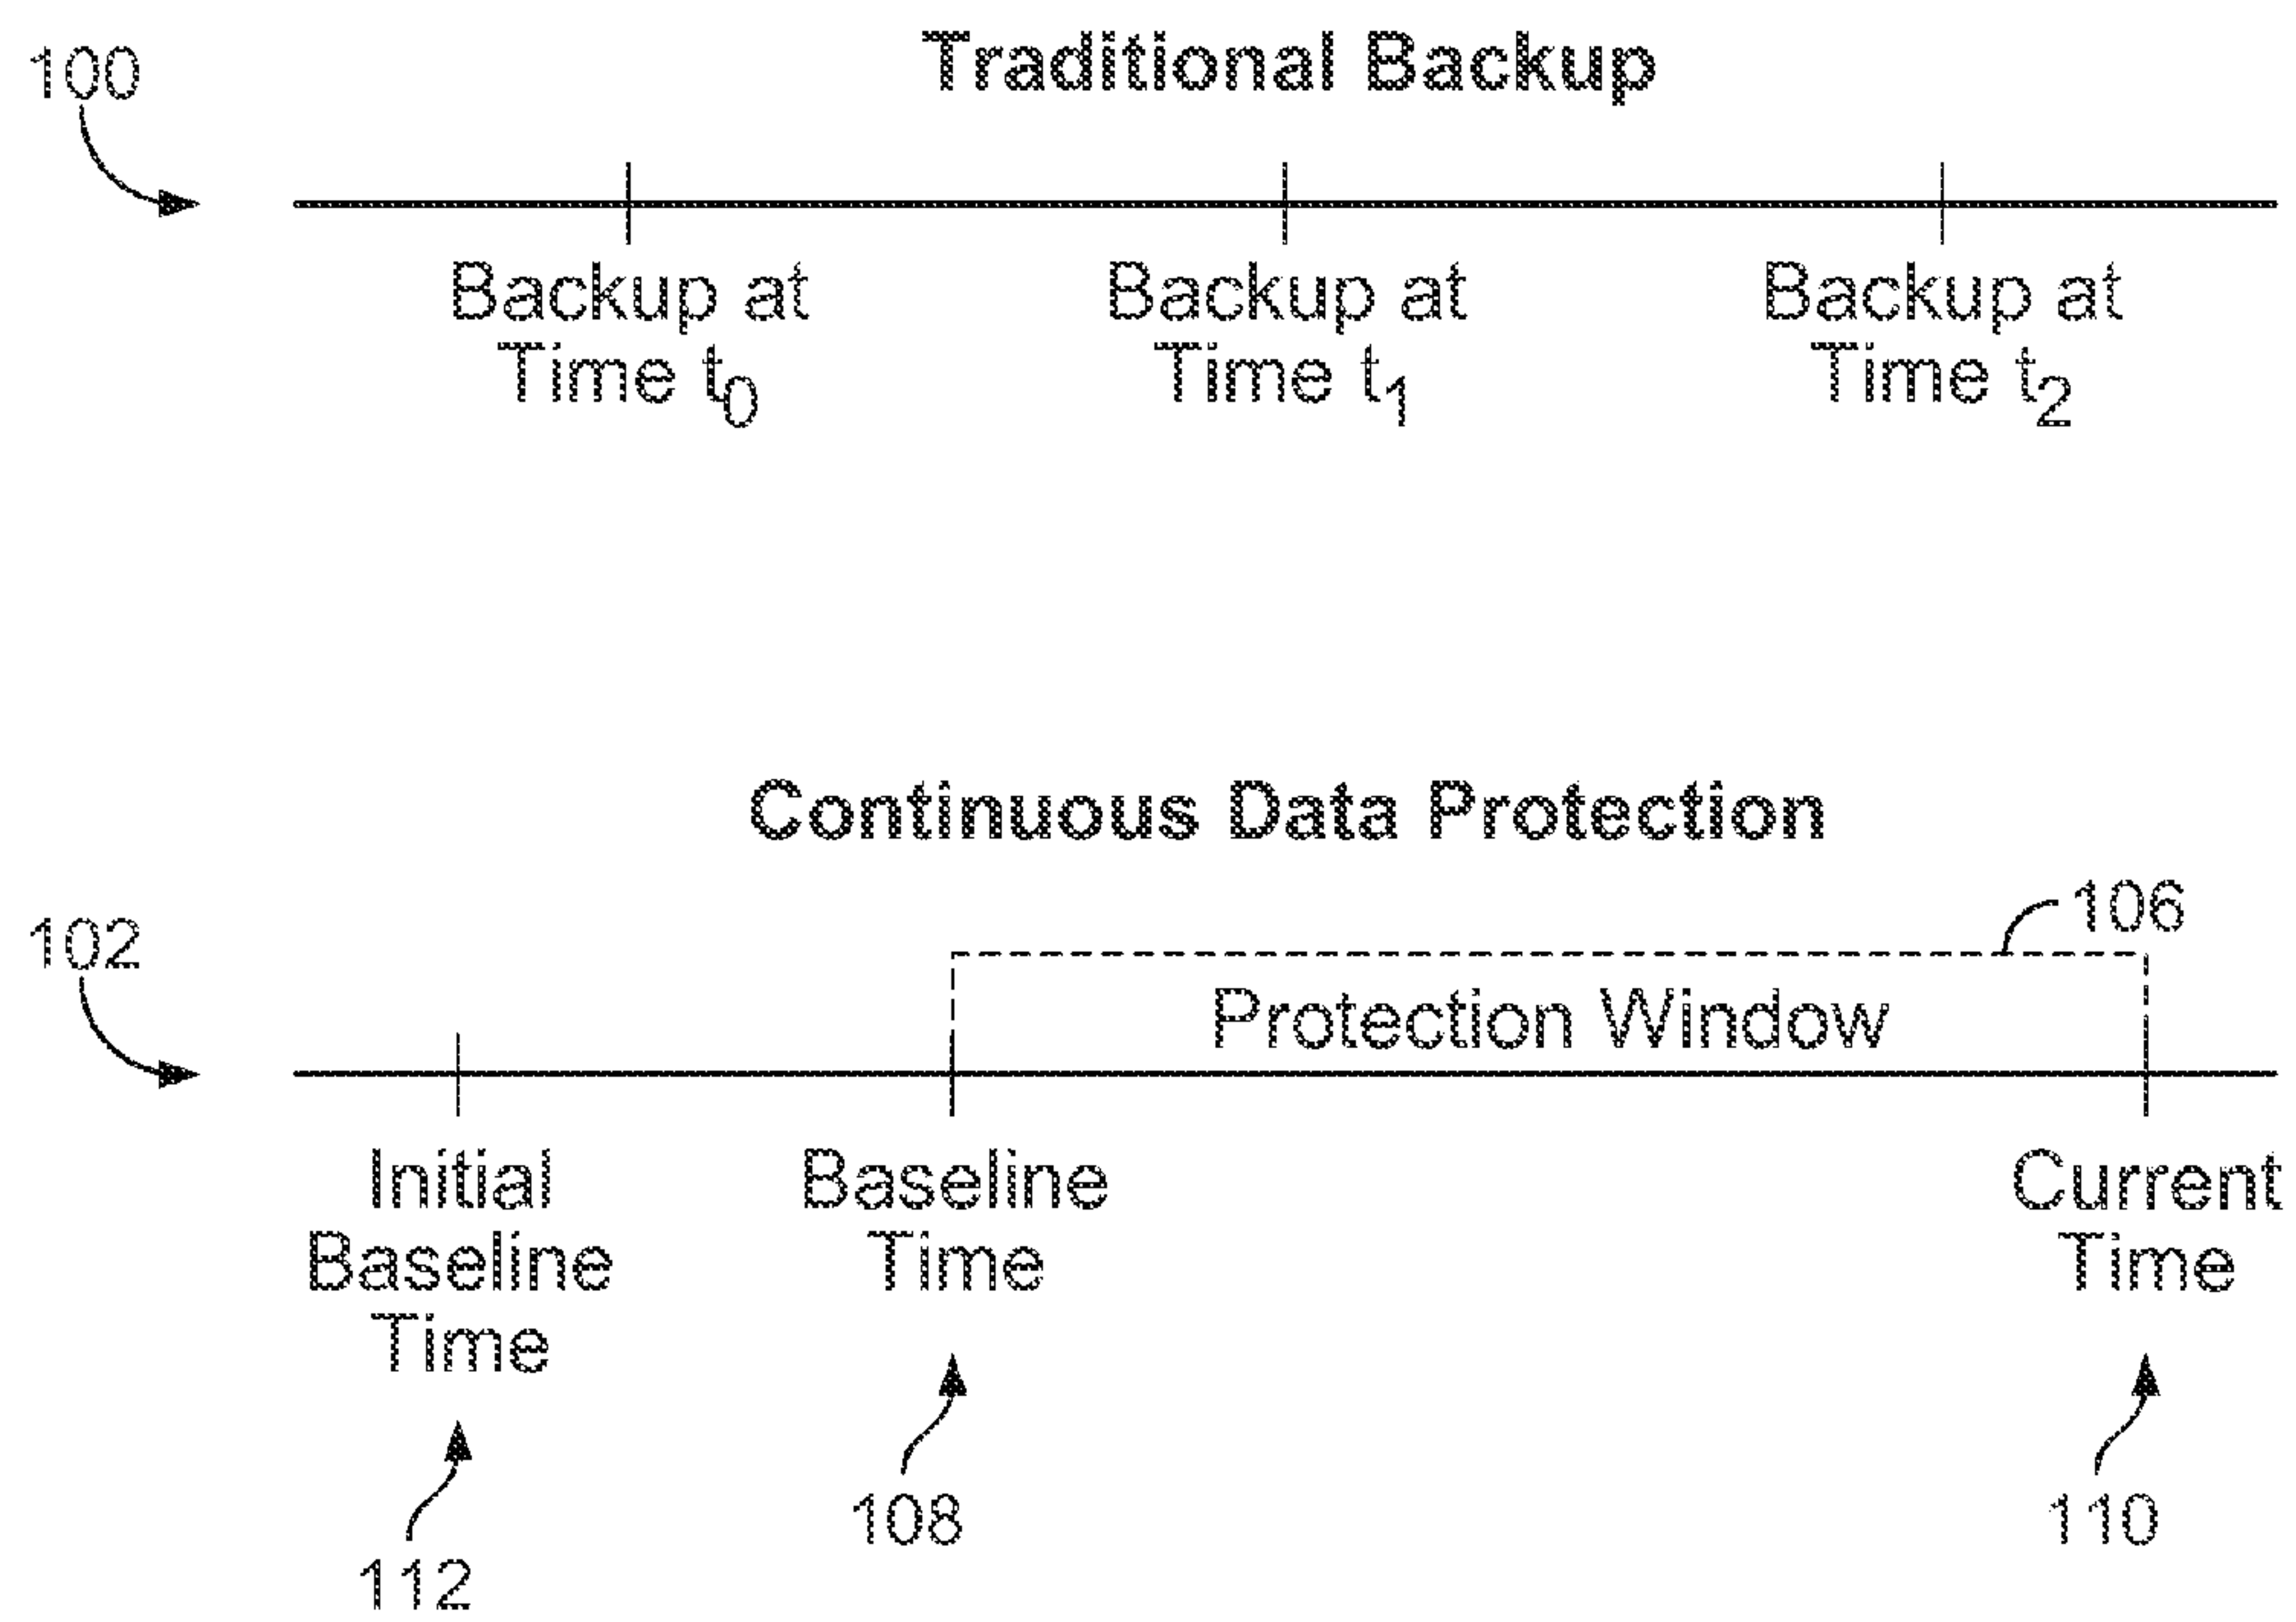 Traditional Backup
100
Backup at
Time t0
Backup at
Time t1
Backup at
Time t2
Continuous Data Protection
106
102
Protection Window
Initial
Baseline
Time
Baseline
Time
Current
Time
112
108
110